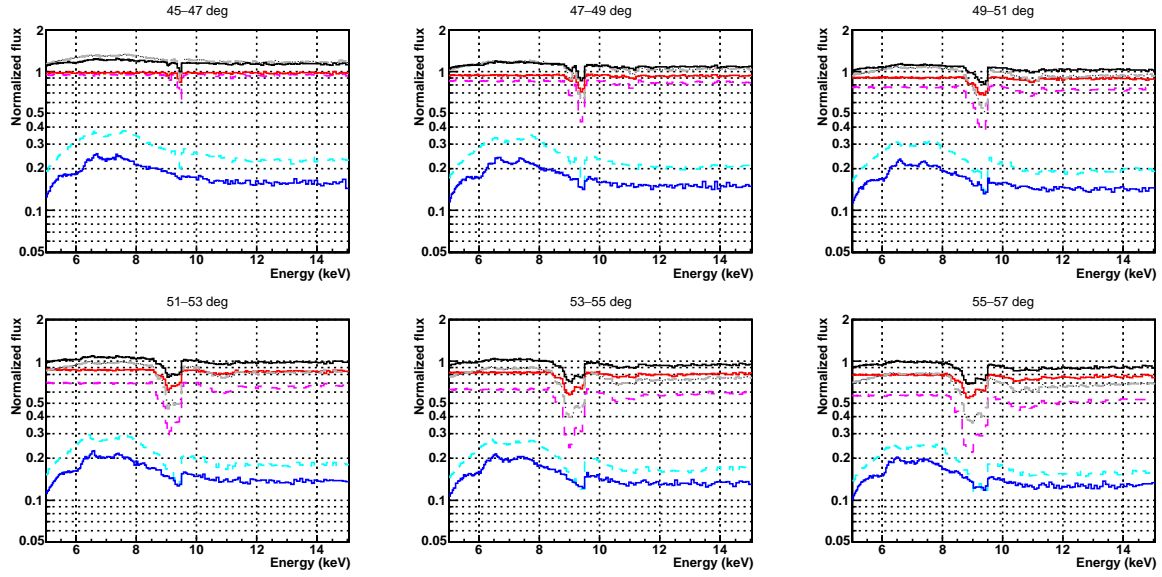 45–47 deg
Normalized flux
2
1
0.5
0.4
0.3
0.2
0.1
0.05
6 8 10 12 14
Energy (keV)
47–49 deg
Normalized flux
2
1
0.5
0.4
0.3
0.2
0.1
0.05
6 8 10 12 14
Energy (keV)
49–51 deg
Normalized flux
2
1
0.5
0.4
0.3
0.2
0.1
0.05
6 8 10 12 14
Energy (keV)
51–53 deg
Normalized flux
2
1
0.5
0.4
0.3
0.2
0.1
0.05
6 8 10 12 14
Energy (keV)
53–55 deg
Normalized flux
2
1
0.5
0.4
0.3
0.2
0.1
0.05
6 8 10 12 14
Energy (keV)
55–57 deg
Normalized flux
2
1
0.5
0.4
0.3
0.2
0.1
0.05
6 8 10 12 14
Energy (keV)